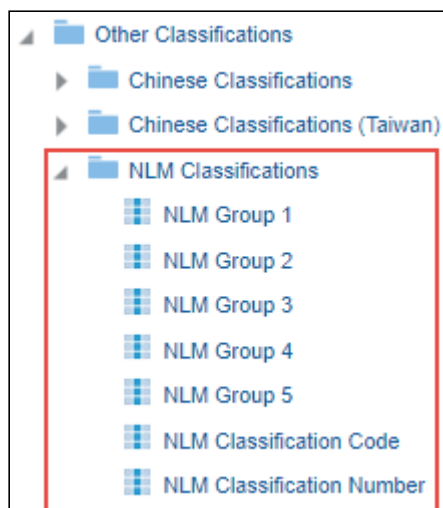 Other Classifications
Chinese Classifications
Chinese Classifications (Taiwan)
NLM Classifications
NLM Group 1
NLM Group 2
NLM Group 3
NLM Group 4
NLM Group 5
NLM Classification Code
NLM Classification Number